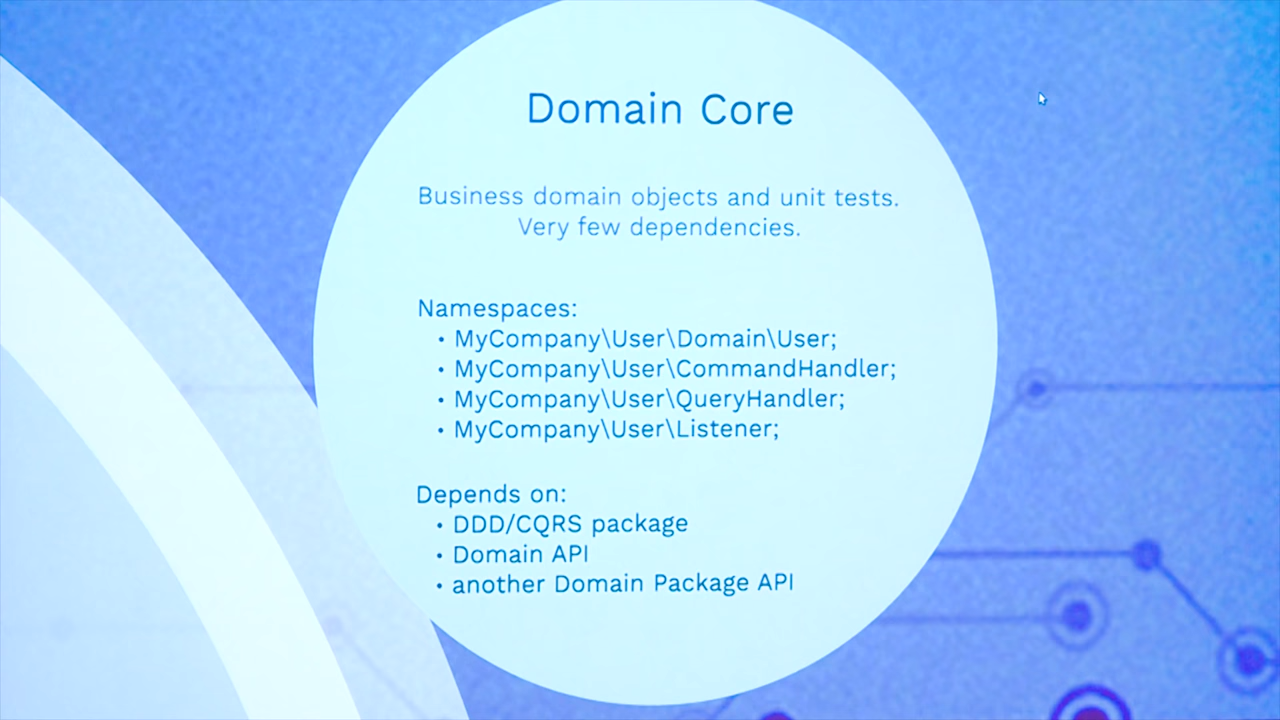 Domain Core
Business domain objects and unit tests.
Very few dependencies.
Namespaces:
• MyCompany\User\Domain\User;
• MyCompany\User\CommandHandler;
• MyCompany\User\QueryHandler;
• MyCompany\User\Listener;
Depends on:
• DDD/CQRS package
• Domain API
• another Domain Package API